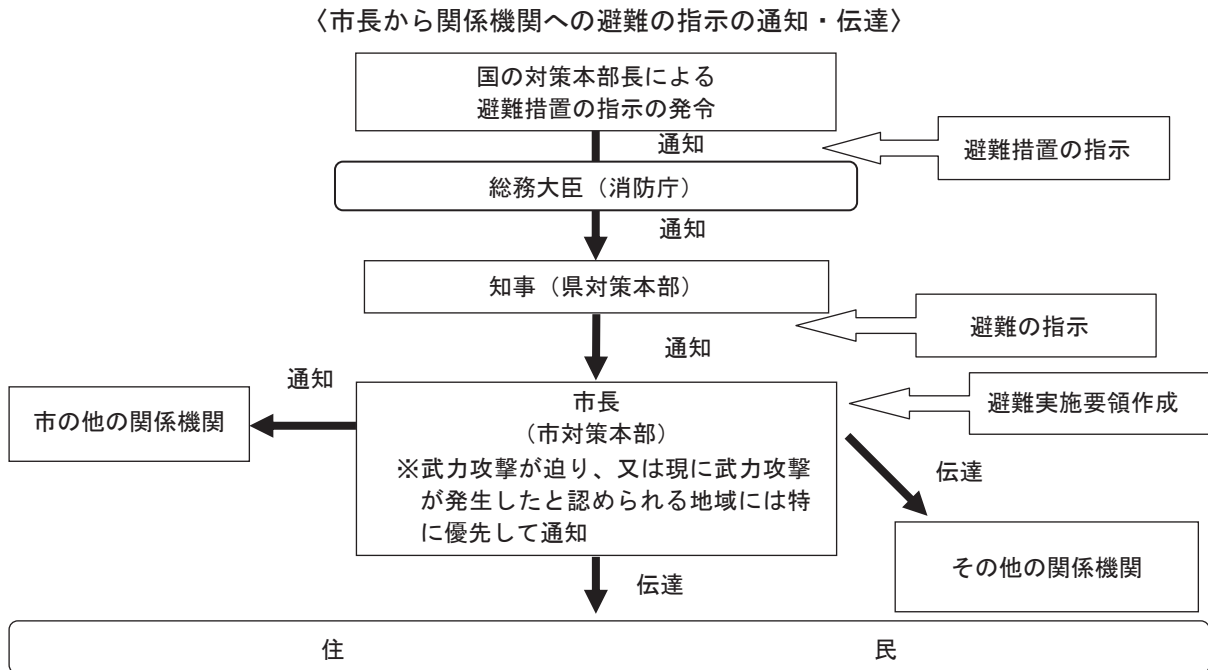 〈市長から関係機関への避難の指示の通知・伝達〉
国の対策本部長による
避難措置の指示の発令
通知
避難措置の指示
総務大臣（消防庁）
通知
知事（県対策本部）
避難の指示
通知
通知
市の他の関係機関
市長
（市対策本部）
※武力攻撃が迫り、又は現に武力攻撃
が発生したと認められる地域には特
に優先して通知
避難実施要領作成
伝達
その他の関係機関
伝達
住　民